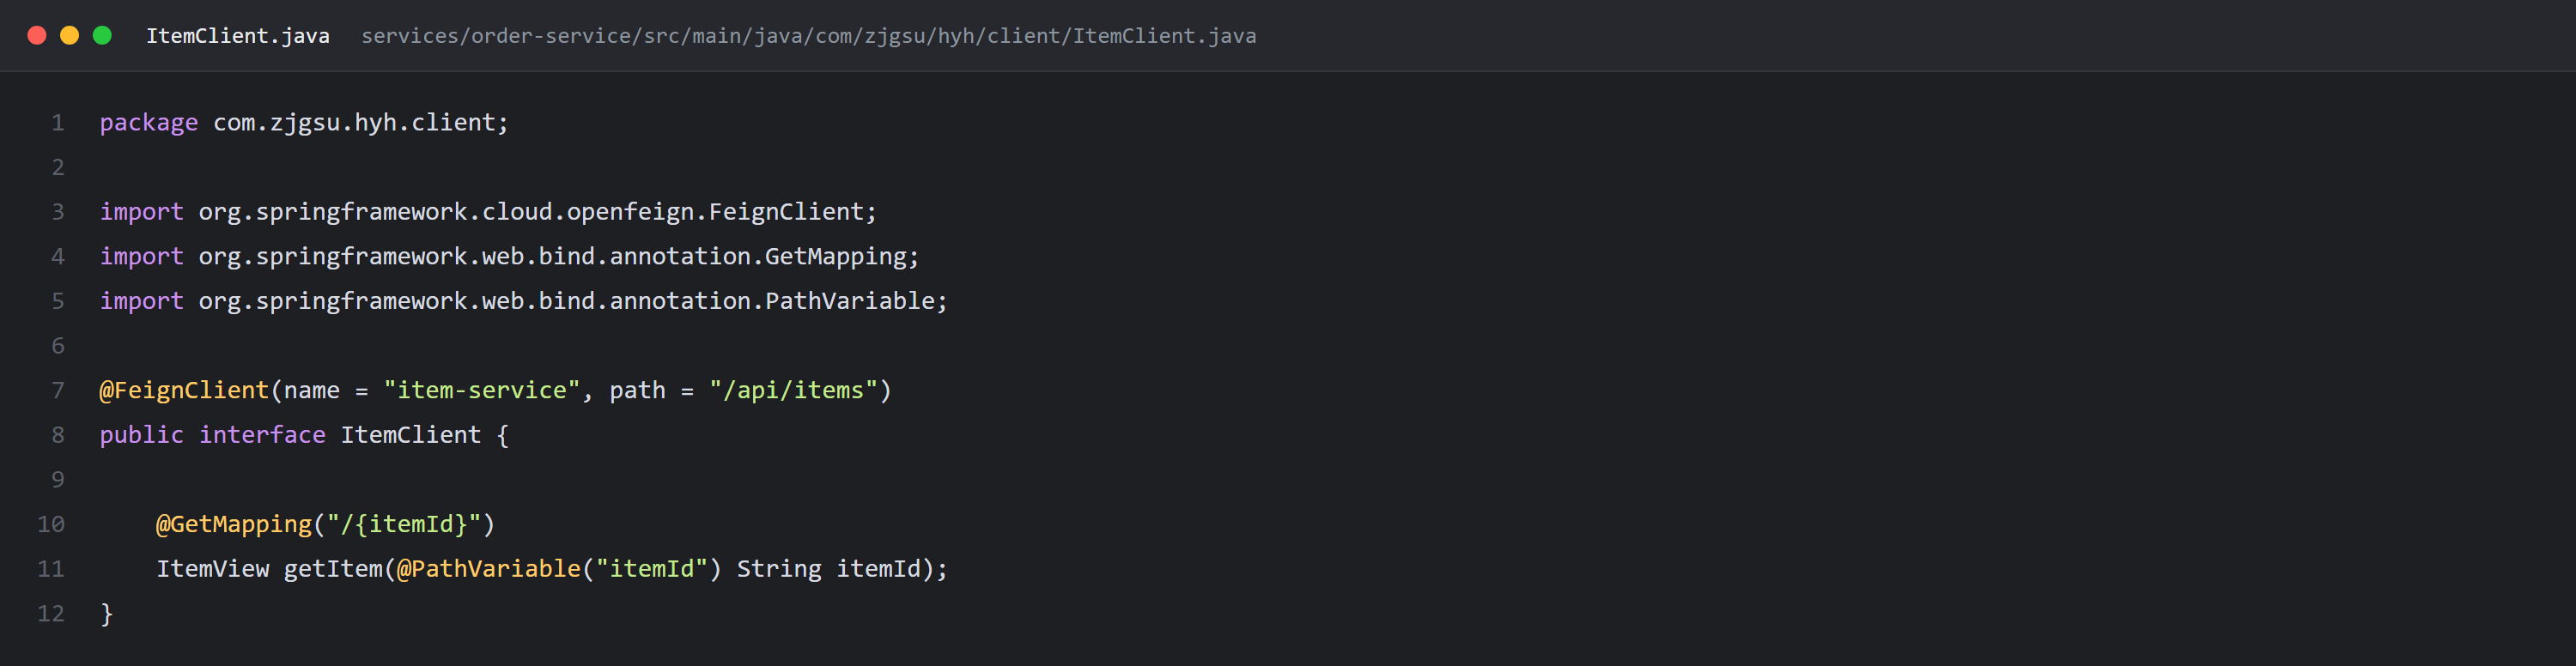 ItemClient.java services/order-service/src/main/java/com/zjgsu/hyh/client/ItemClient.java
1 package com.zjgsu.hyh.client;
2
3 import org.springframework.cloud.openfeign.FeignClient;
4 import org.springframework.web.bind.annotation.GetMapping;
5 import org.springframework.web.bind.annotation.PathVariable;
6
7 @FeignClient(name = "item-service", path = "/api/items")
8 public interface ItemClient {
9
10     @GetMapping("/{itemId}")
11     ItemView getItem(@PathVariable("itemId") String itemId);
12 }